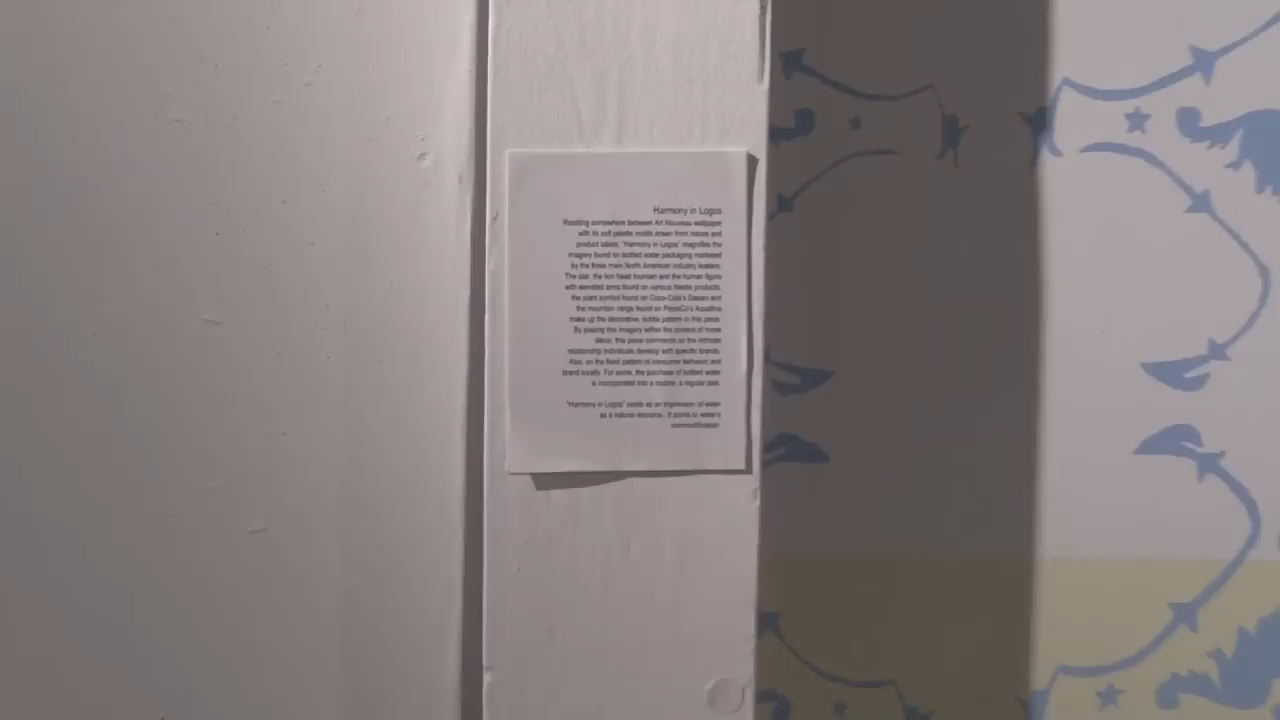 Harmony in Logos
Residing somewhere between Art Nouveau wallpaper
with its soft palette motifs drawn from nature and
product labels, "Harmony in Logos" magnifies the
imagery found on bottled water packaging marketed
by the three main North American industry leaders.
The star, the lion head fountain and the human figure
with elevated arms found on various Nestle products,
the plant symbol found on Coca-Cola's Dasani and
the mountain range found on PepsiCo's Aquafina
make up the decorative, subtle pattern in this piece.
By placing this imagery within the context of home
décor, this piece comments on the intimate
relationship individuals develop with specific brands.
Also, on the fixed pattern of consumer behavior and
brand loyalty. For some, the purchase of bottled water
is incorporated into a routine, a regular task.
"Harmony in Logos" exists as an impression of water
as a natural resource. It points to water's
commodification.